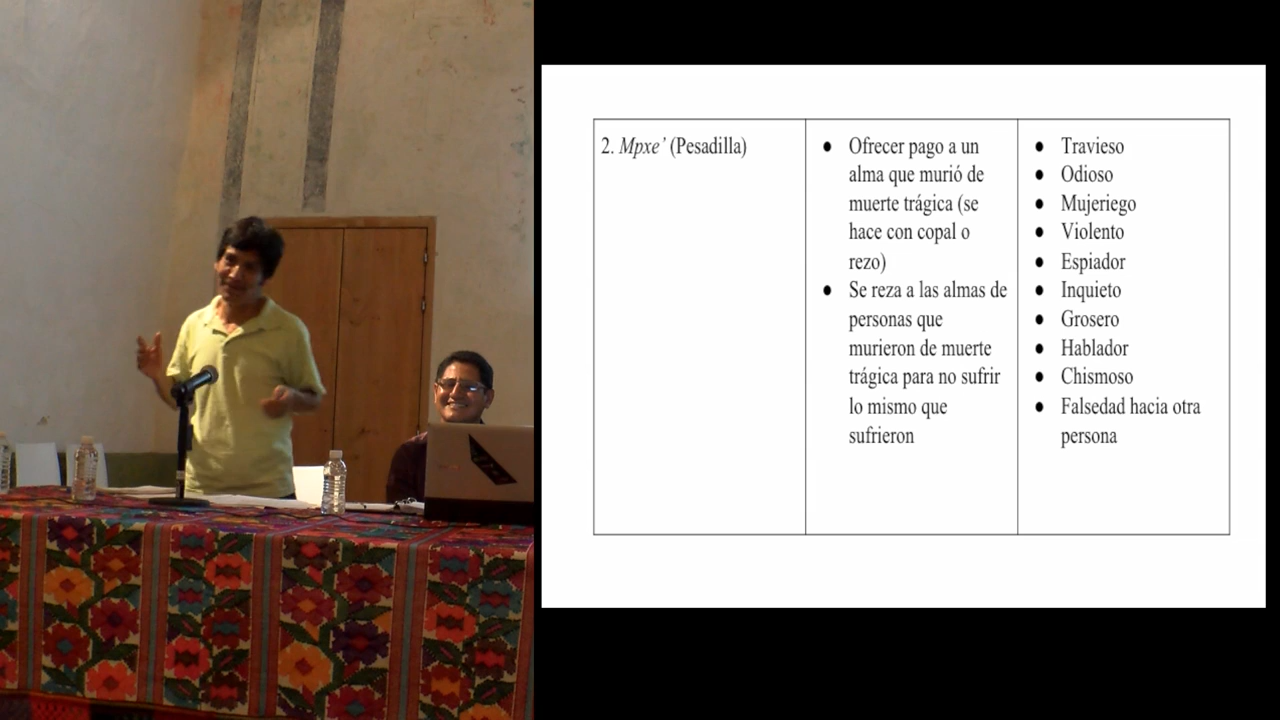 2. Mpxe’ (Pesadilla)
● Ofrecer pago a un
alma que murió de
muerte trágica (se
hace con copal o
rezo)
● Se reza a las almas de
personas que
murieron de muerte
trágica para no sufrir
lo mismo que
sufrieron
● Travieso
● Odioso
● Mujeriego
● Violento
● Espiador
● Inquieto
● Grosero
● Hablador
● Chismoso
● Falsedad hacia otra
persona